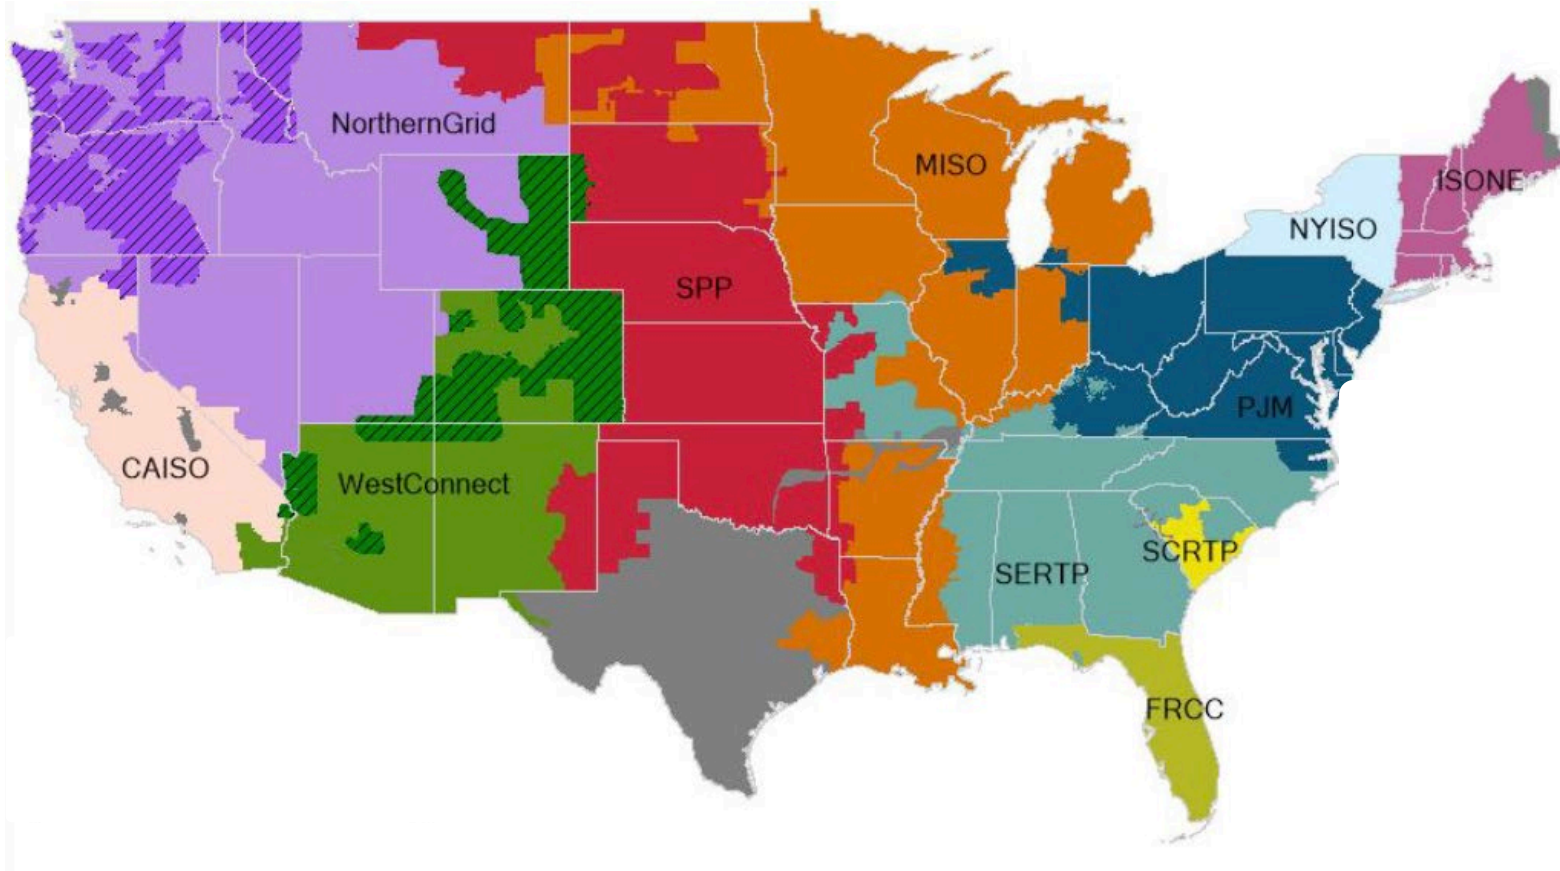 NorthernGrid
MISO
ISONE
NYISO
SPP
PJM
CAISO
WestConnect
SCRTP
SERTP
FRCC